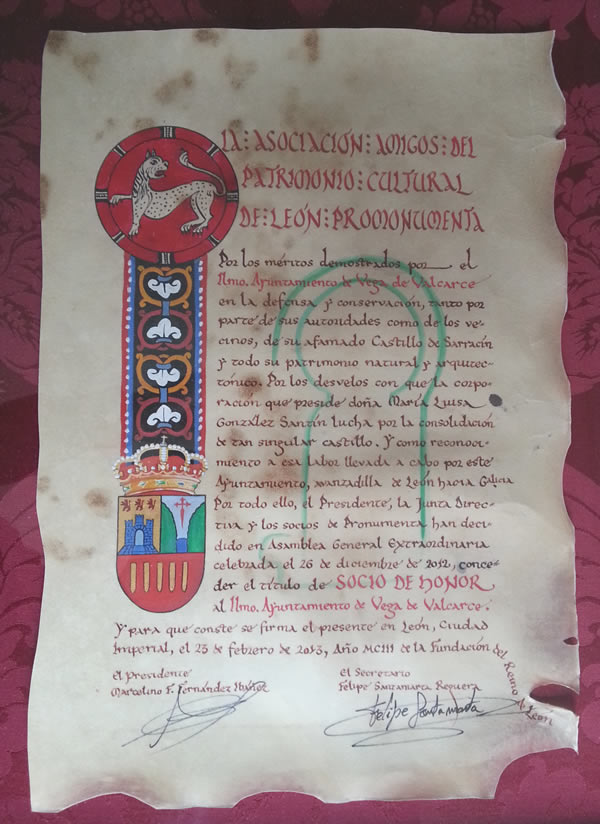 LA:ASOCIACIÓN:AMIGOS:DEL
PATRIMONIO:CULTURAL
DE:LEÓN:PROMONUMENTA
Por los méritos demostrados por el
Ilmo. Ayuntamiento de Vega de Valcarce
en la defensa y conservación, tanto por
parte de sus autoridades como de los ve-
cinos, de su afamado Castillo de Sarracín
y todo su patrimonio natural y arquitec-
tónico. Por los desvelos con que la corpo-
ración que preside doña María Luisa
González Santín lucha por la consolidación
de tan singular castillo. Y como reconoci-
miento a esa labor llevada a cabo por este
Ayuntamiento, avanzadilla de León hacia Galicia
Por todo ello, el Presidente, la Junta Direc-
tiva y los socios de Pronumenta han deci-
dido en Asamblea General Extraordinaria
celebrada el 26 de diciembre de 2012, conce-
der el título de SOCIO DE HONOR
al Ilmo. Ayuntamiento de Vega de Valcarce.
Y para que conste se firma el presente en León, Ciudad
Imperial, el 23 de febrero de 2013, Año MCIII de la Fundación del Reino de León
El Presidente
Marcelino F. Fernández
El Secretario
Felipe Santamarta Reguera
Felipe Santamarta